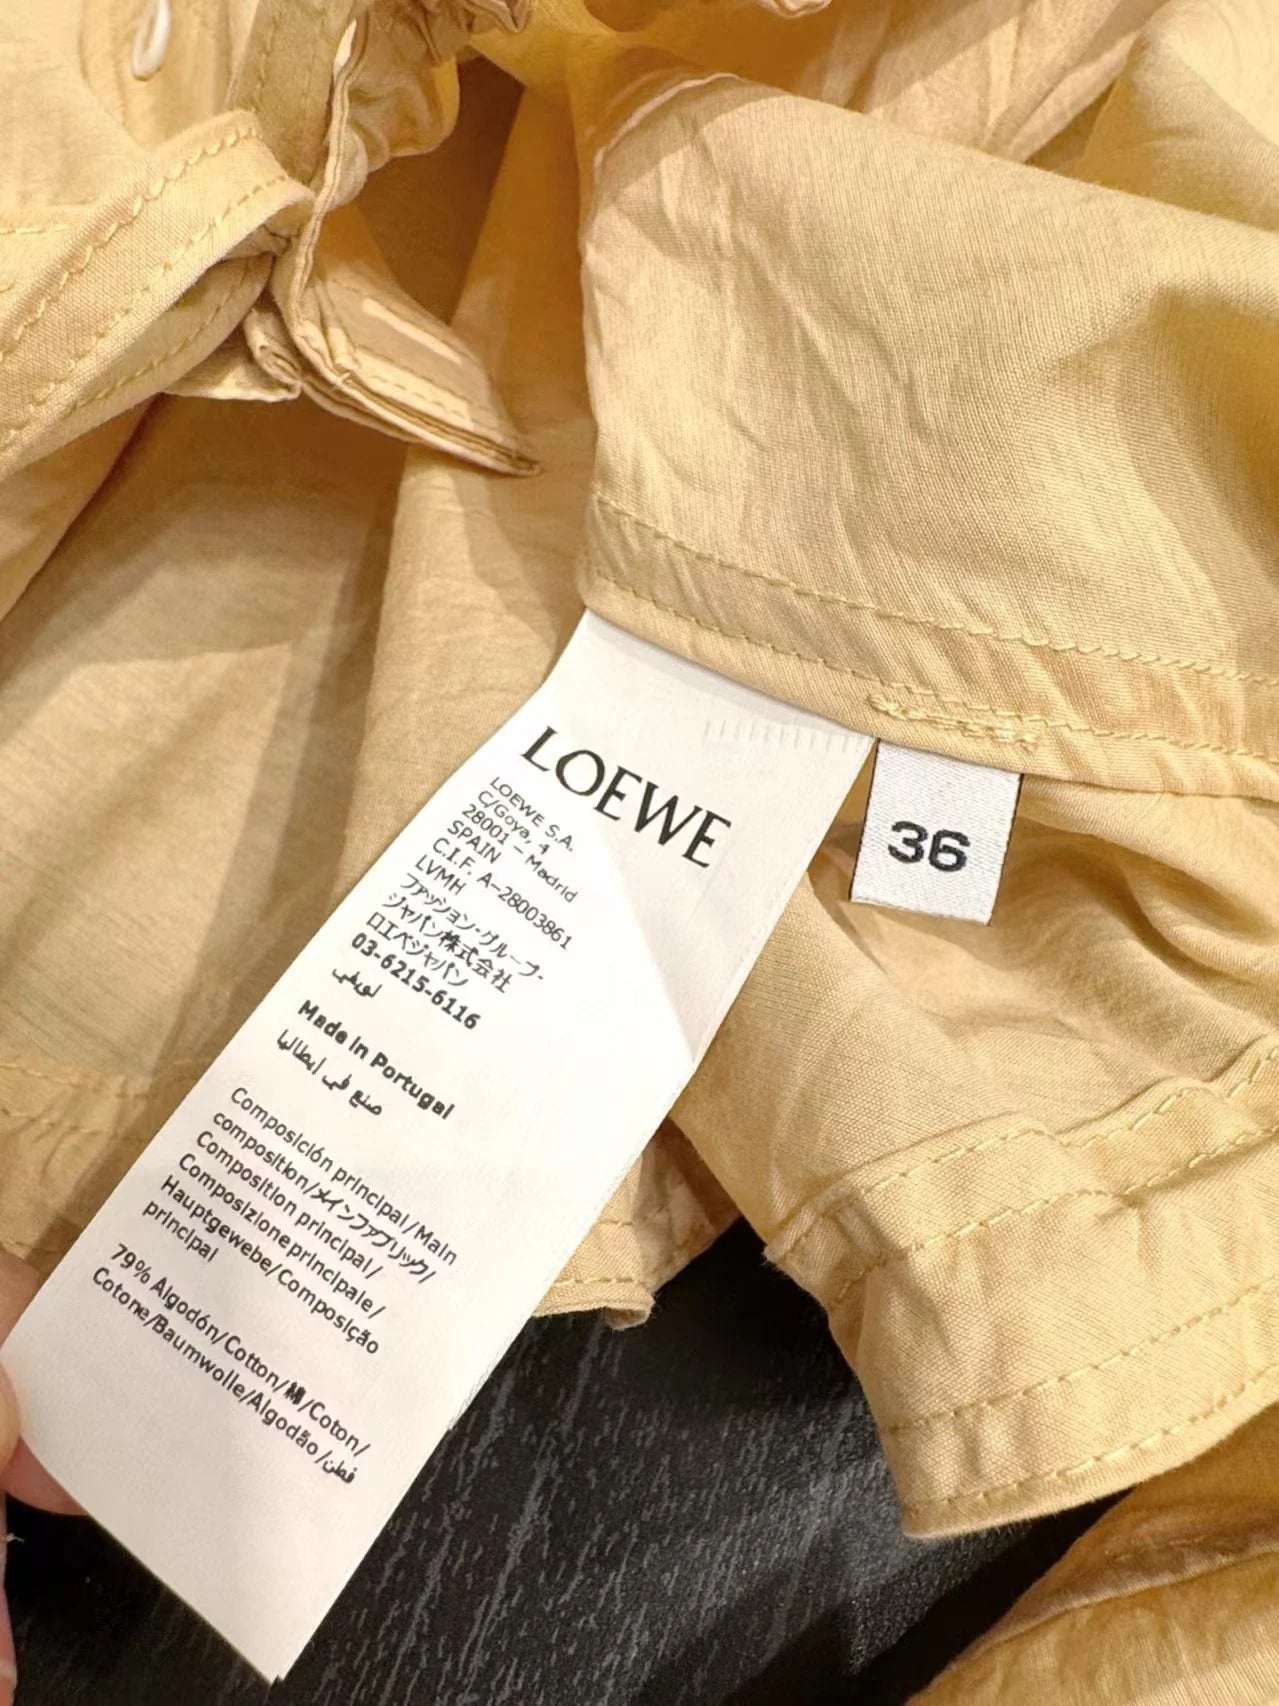 LOEWE
LOEWE S.A.
C/Goya, 4
28001 – Madrid
SPAIN
C.I.F. A-28003861
LVMH
ファッション・グループ・
ジャパン株式会社
ロエベジャパン
03-6215-6116
لويفي
Made in Portugal
صنع في إيطاليا
Composición principal/Main
composition/メインファブリック/
Composition principal/
Composizione principale/
Hauptgewebe/Composição
principal
79% Algodón/Cotton/綿/Coton/
Cotone/Baumwolle/Algodão/قطن
36